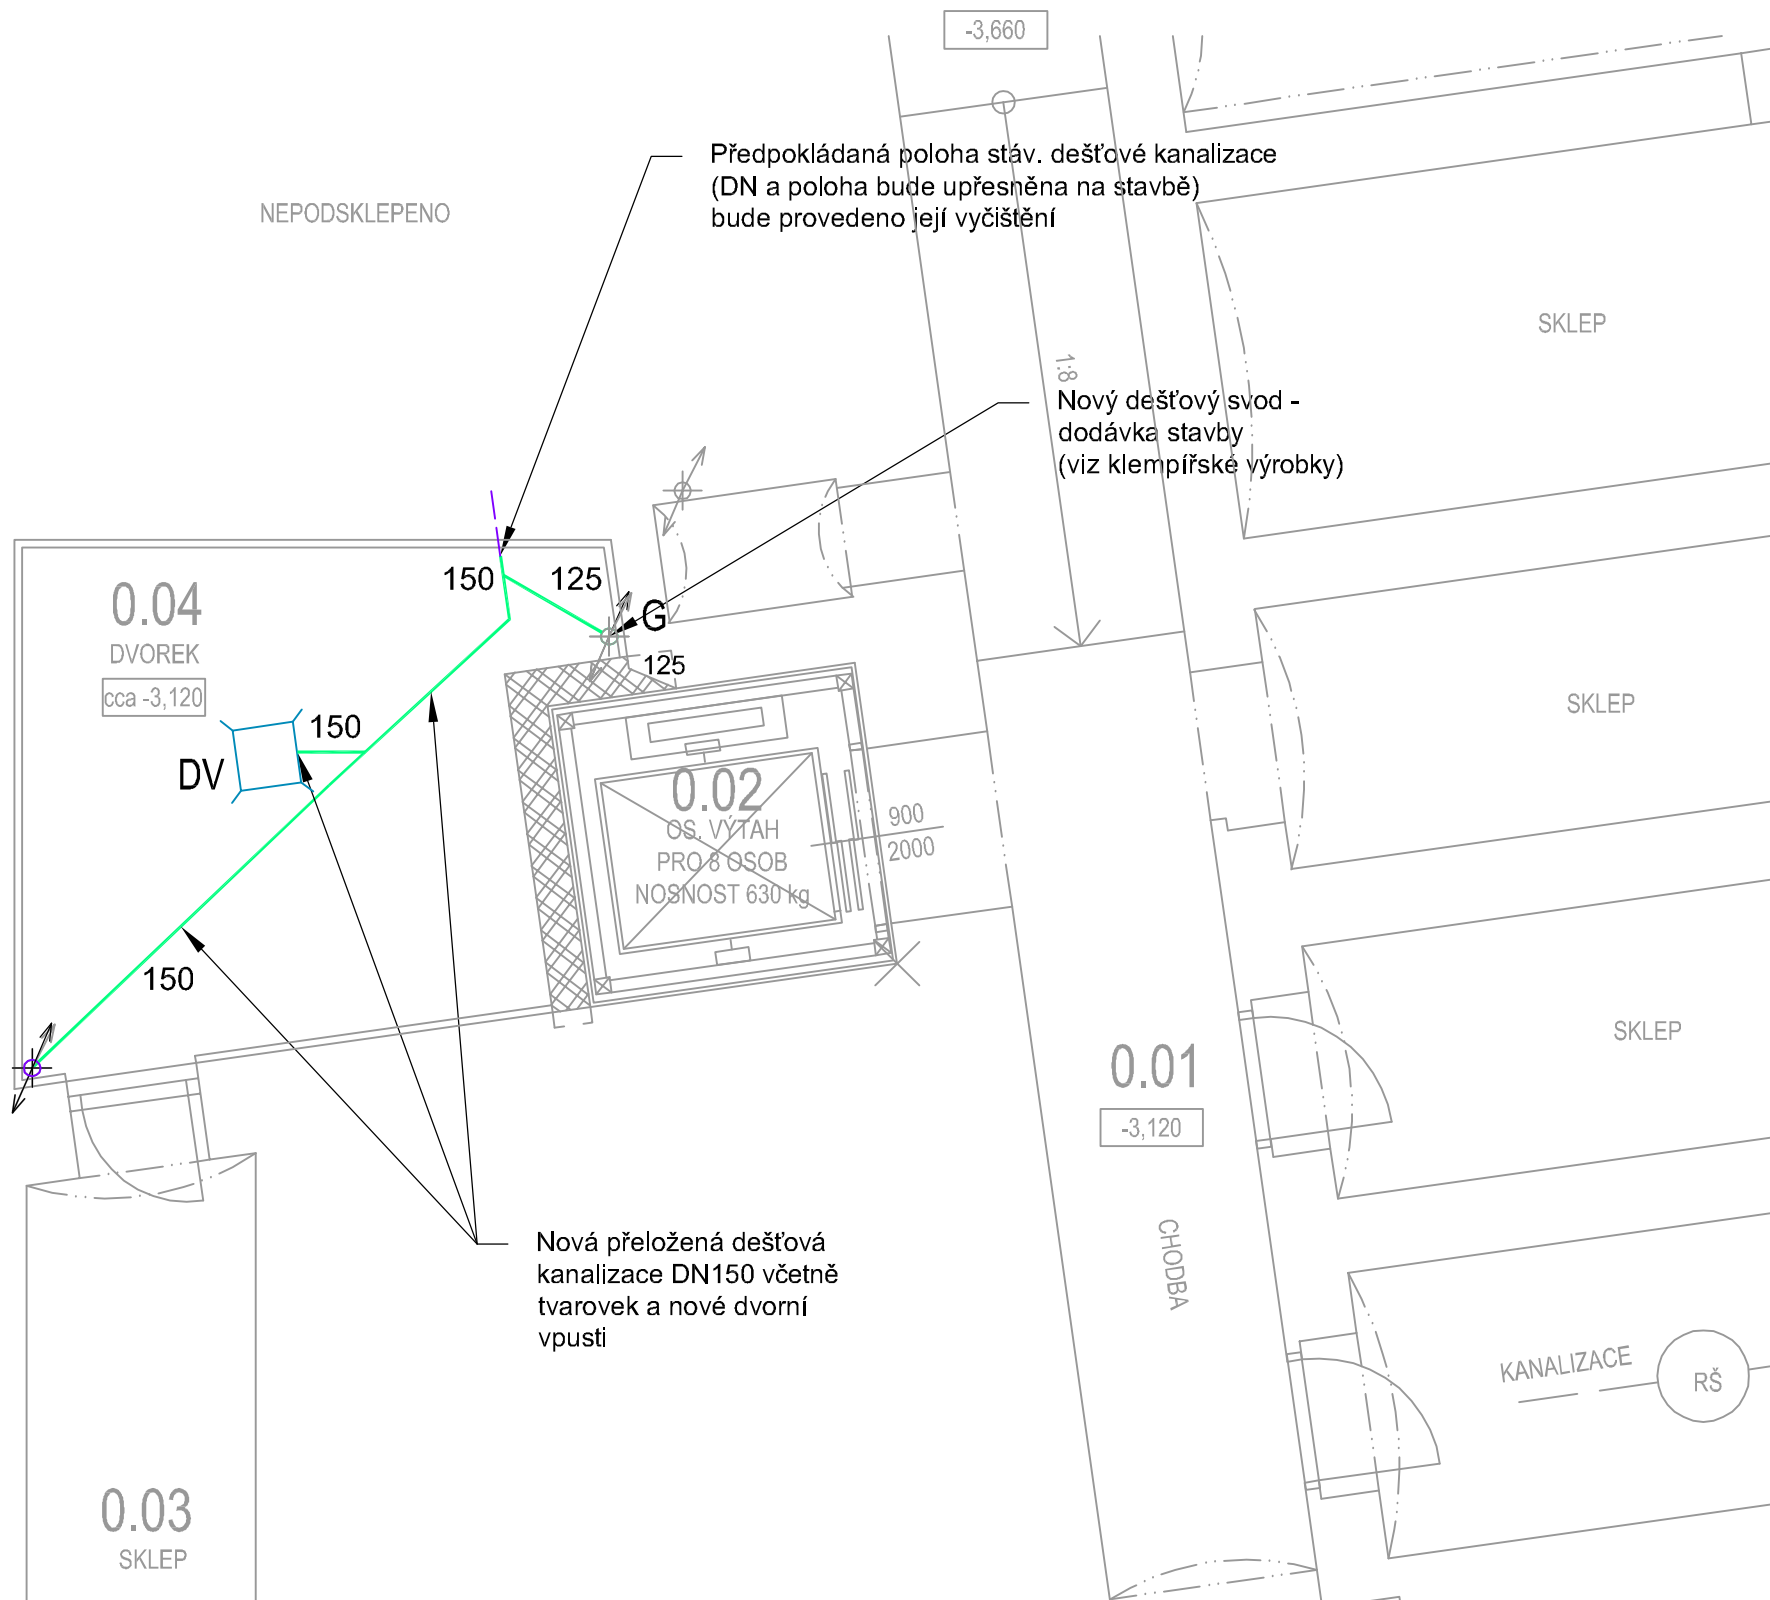 -3,660
Předpokládaná poloha stáv. dešťové kanalizace
(DN a poloha bude upřesněna na stavbě)
bude provedeno její vyčištění
NEPODSKLEPENO
SKLEP
1:8
Nový dešťový svod -
dodávka stavby
(viz klempířské výrobky)
150
125
0.04
DVOREK
cca -3,120
G
125
150
DV
SKLEP
0.02
OS. VÝTAH
PRO 8 OSOB
NOSNOST 630 kg
900
2000
150
SKLEP
0.01
-3,120
CHODBA
Nová přeložená dešťová
kanalizace DN150 včetně
tvarovek a nové dvorní
vpusti
KANALIZACE
RŠ
0.03
SKLEP